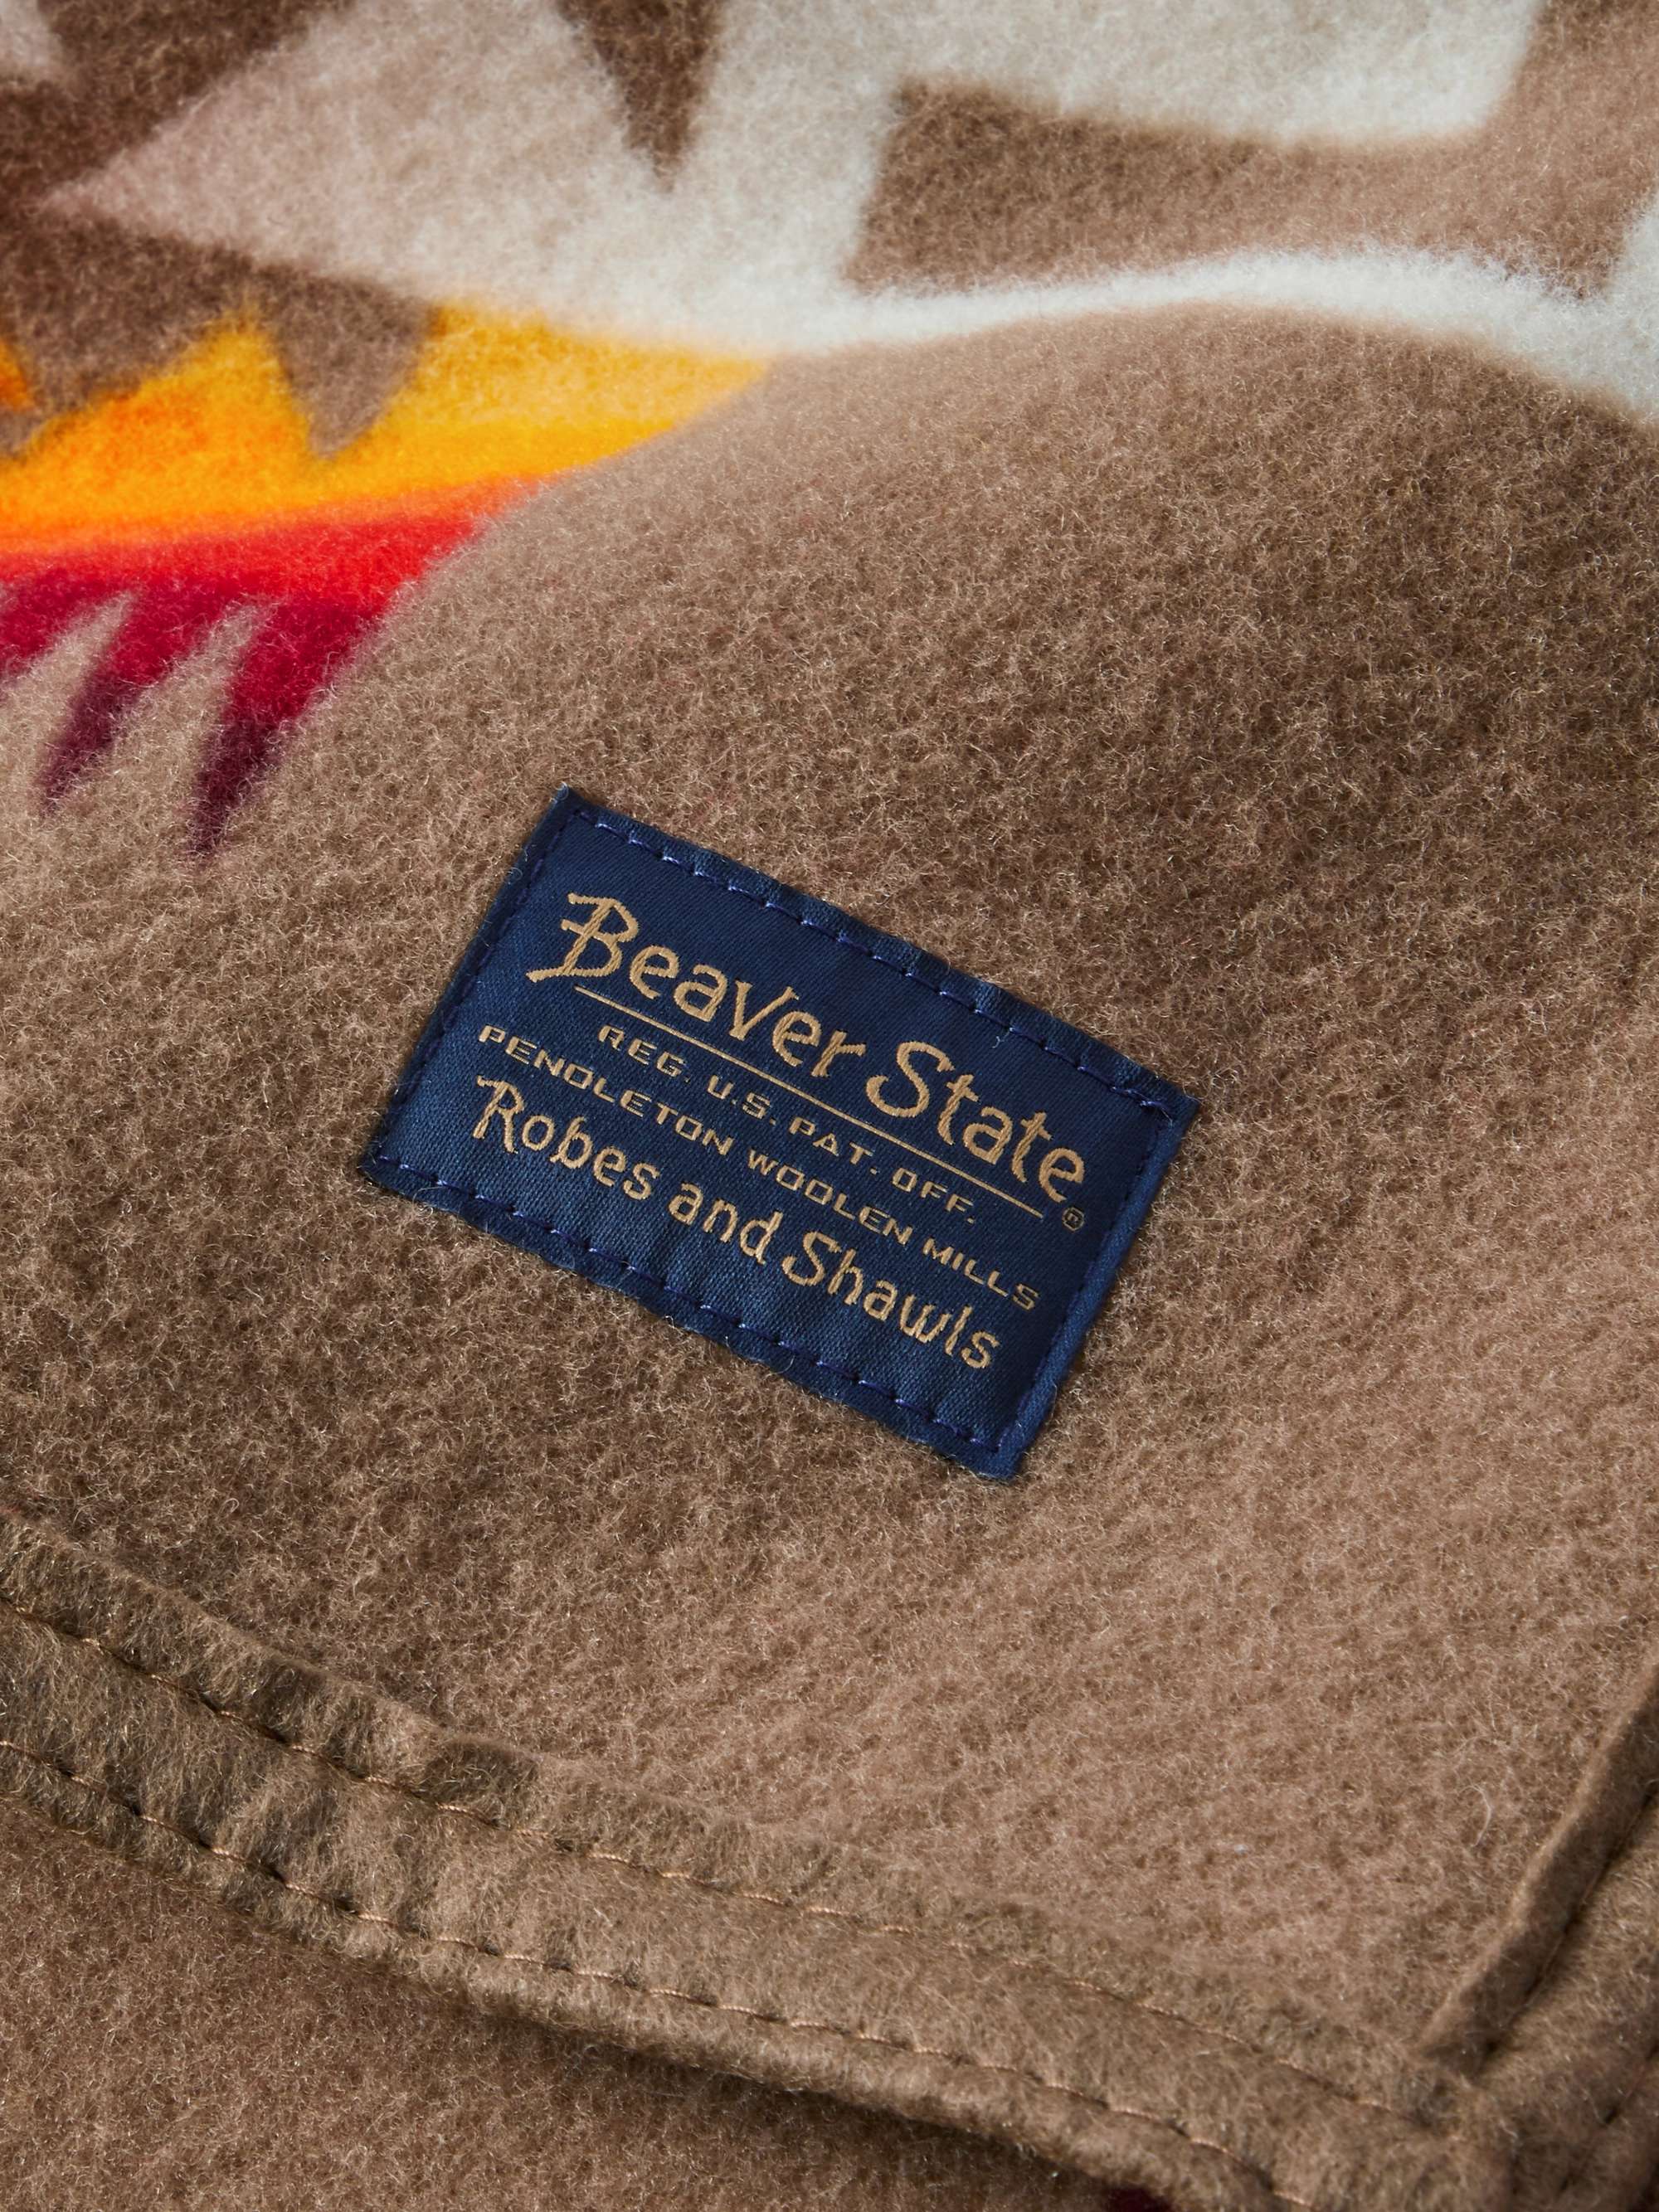 Beaver State
REG. U.S. PAT. OFF. ®
PENDLETON WOOLEN MILLS
Robes and Shawls